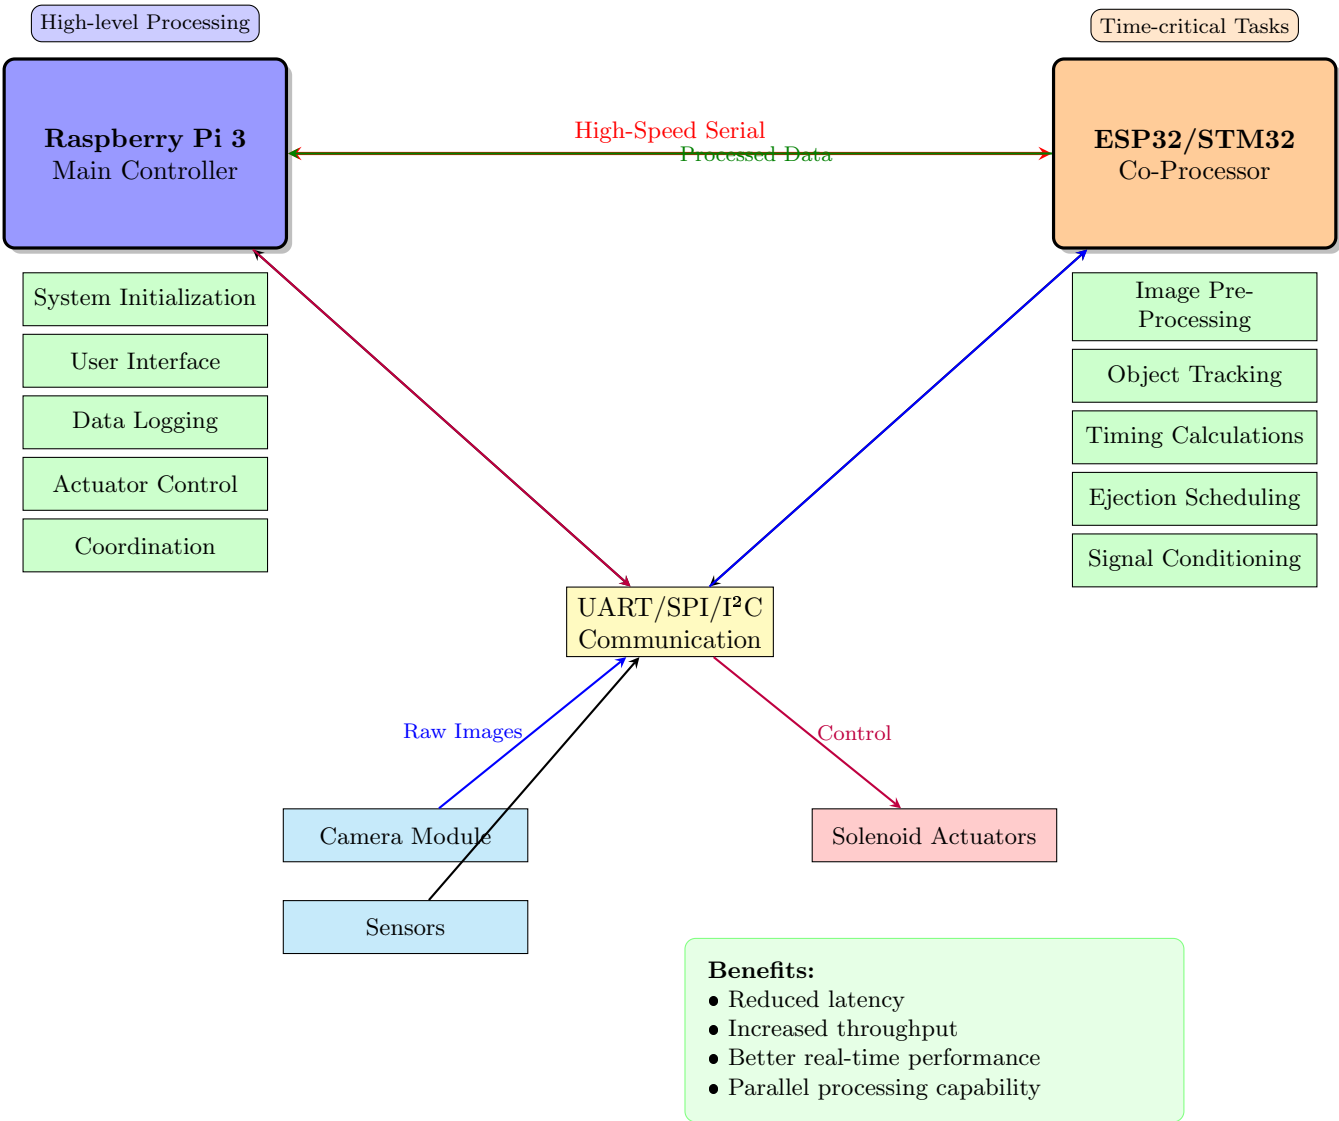 High-level Processing
Time-critical Tasks
Raspberry Pi 3
Main Controller
High-Speed Serial
Processed Data
ESP32/STM32
Co-Processor
System Initialization
User Interface
Data Logging
Actuator Control
Coordination
Image Pre-
Processing
Object Tracking
Timing Calculations
Ejection Scheduling
Signal Conditioning
UART/SPI/I²C
Communication
Raw Images
Control
Camera Module
Solenoid Actuators
Sensors
Benefits:
• Reduced latency
• Increased throughput
• Better real-time performance
• Parallel processing capability